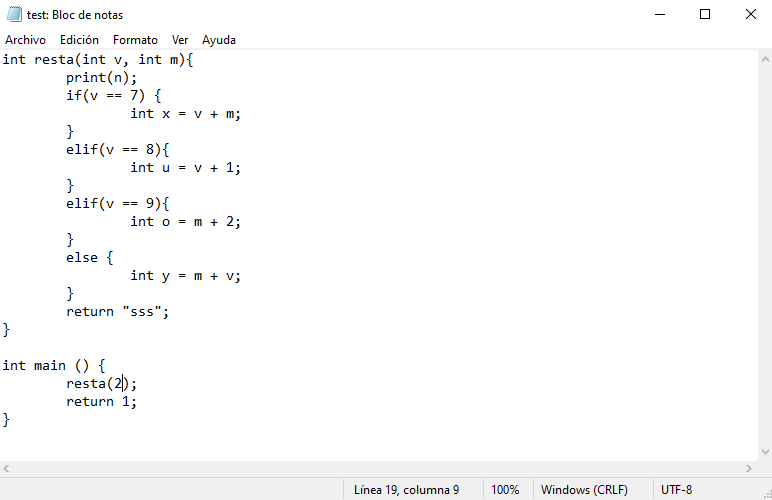 test: Bloc de notas
Archivo Edición Formato Ver Ayuda
int resta(int v, int m){
        print(n);
        if(v == 7) {
                int x = v + m;
        }
        elif(v == 8){
                int u = v + 1;
        }
        elif(v == 9){
                int o = m + 2;
        }
        else {
                int y = m + v;
        }
        return "sss";
}

int main () {
        resta(2);
        return 1;
}
Línea 19, columna 9 100% Windows (CRLF) UTF-8